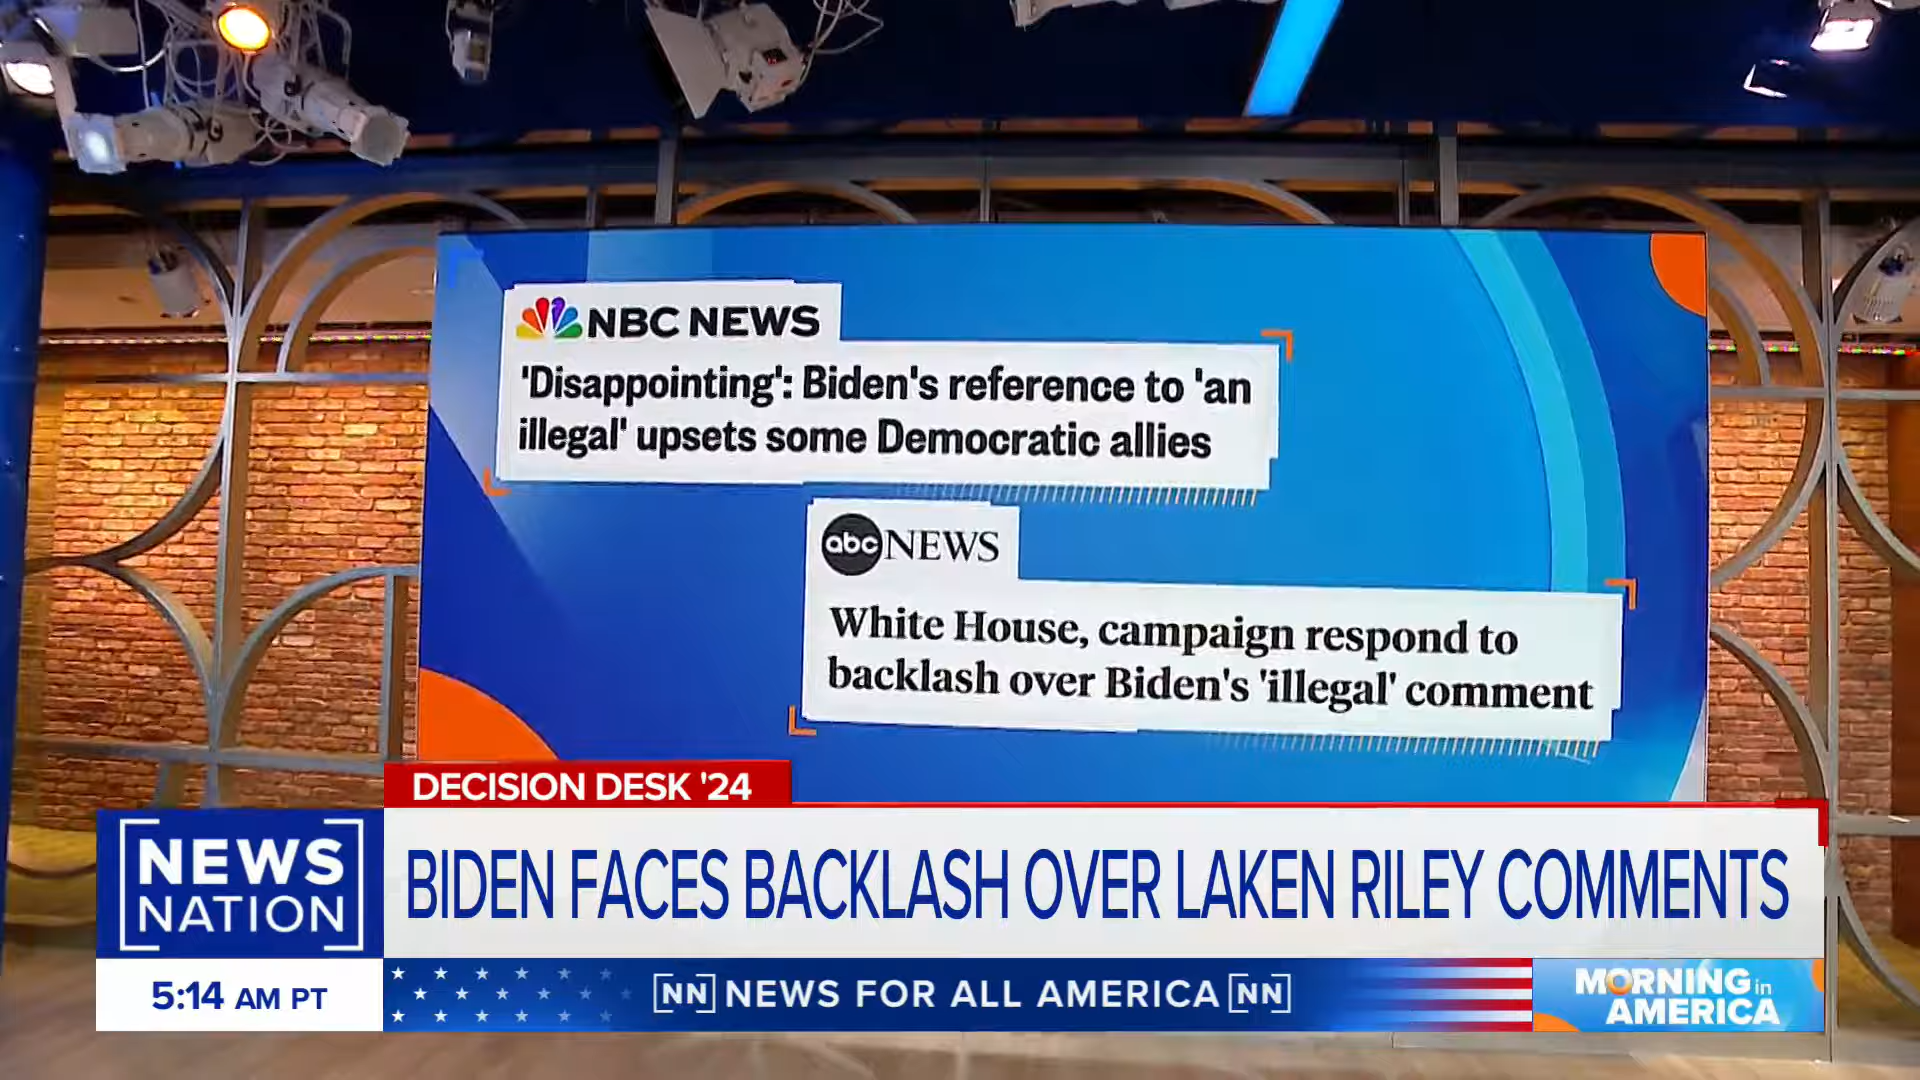 NBC NEWS
'Disappointing': Biden's reference to 'an
illegal' upsets some Democratic allies
abc NEWS
White House, campaign respond to
backlash over Biden's 'illegal' comment
DECISION DESK '24
NEWS
NATION
BIDEN FACES BACKLASH OVER LAKEN RILEY COMMENTS
5:14 AM PT
NN NEWS FOR ALL AMERICA NN
MORNING in
AMERICA